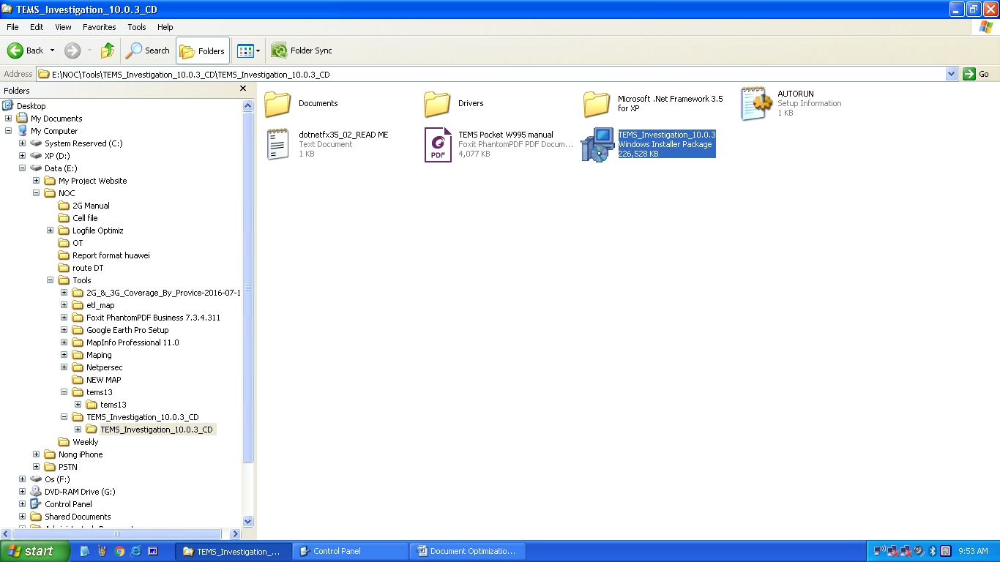 TEMS_Investigation_10.0.3_CD
File Edit View Favorites Tools Help
Back Search Folders Folder Sync
Address E:\NOC\Tools\TEMS_Investigation_10.0.3_CD\TEMS_Investigation_10.0.3_CD Go
Folders
Desktop
My Documents
My Computer
System Reserved (C:)
XP (D:)
Data (E:)
My Project Website
NOC
2G Manual
Cell file
Logfile Optimiz
OT
Report format huawei
route DT
Tools
2G_&_3G_Coverage_By_Provice-2016-07-1
etl_map
Foxit PhantomPDF Business 7.3.4.311
Google Earth Pro Setup
MapInfo Professional 11.0
Maping
Netpersec
NEW MAP
tems13
tems13
TEMS_Investigation_10.0.3_CD
TEMS_Investigation_10.0.3_CD
Weekly
Nong iPhone
PSTN
Os (F:)
DVD-RAM Drive (G:)
Control Panel
Shared Documents
Documents
Drivers
Microsoft .Net Framework 3.5
for XP
AUTORUN
Setup Information
1 KB
dotnetfx35_02_READ ME
Text Document
1 KB
PDF
TEMS Pocket W995 manual
Foxit PhantomPDF PDF Docum...
4,077 KB
TEMS_Investigation_10.0.3
Windows Installer Package
226,528 KB
start TEMS_Investigation_... Control Panel Document Optimizatio... 9:53 AM